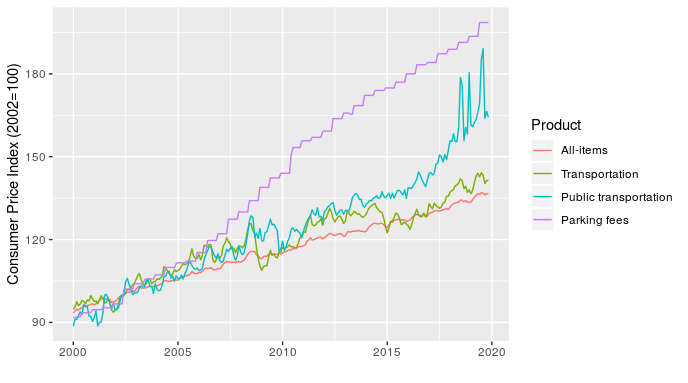 Consumer Price Index (2002=100)
180
150
120
90
2000
2005
2010
2015
2020
Product
All-items
Transportation
Public transportation
Parking fees